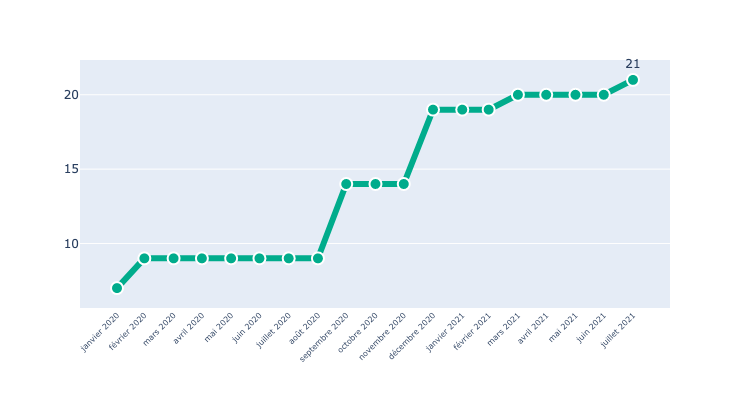 21
20
15
10
janvier 2020
février 2020
mars 2020
avril 2020
mai 2020
juin 2020
juillet 2020
août 2020
septembre 2020
octobre 2020
novembre 2020
décembre 2020
janvier 2021
février 2021
mars 2021
avril 2021
mai 2021
juin 2021
juillet 2021